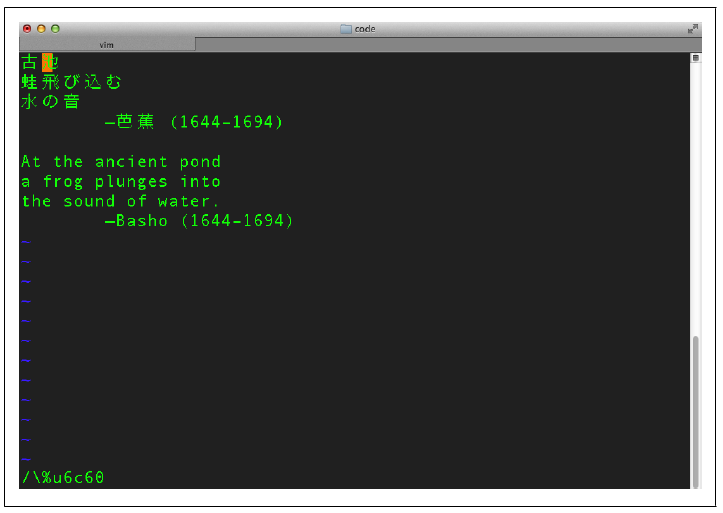 code
vim
古池
蛙飛び込む
水の音
—芭蕉 (1644-1694)
At the ancient pond
a frog plunges into
the sound of water.
—Basho (1644-1694)
~
~
~
~
~
~
~
~
~
~
~
~
/\%u6c60